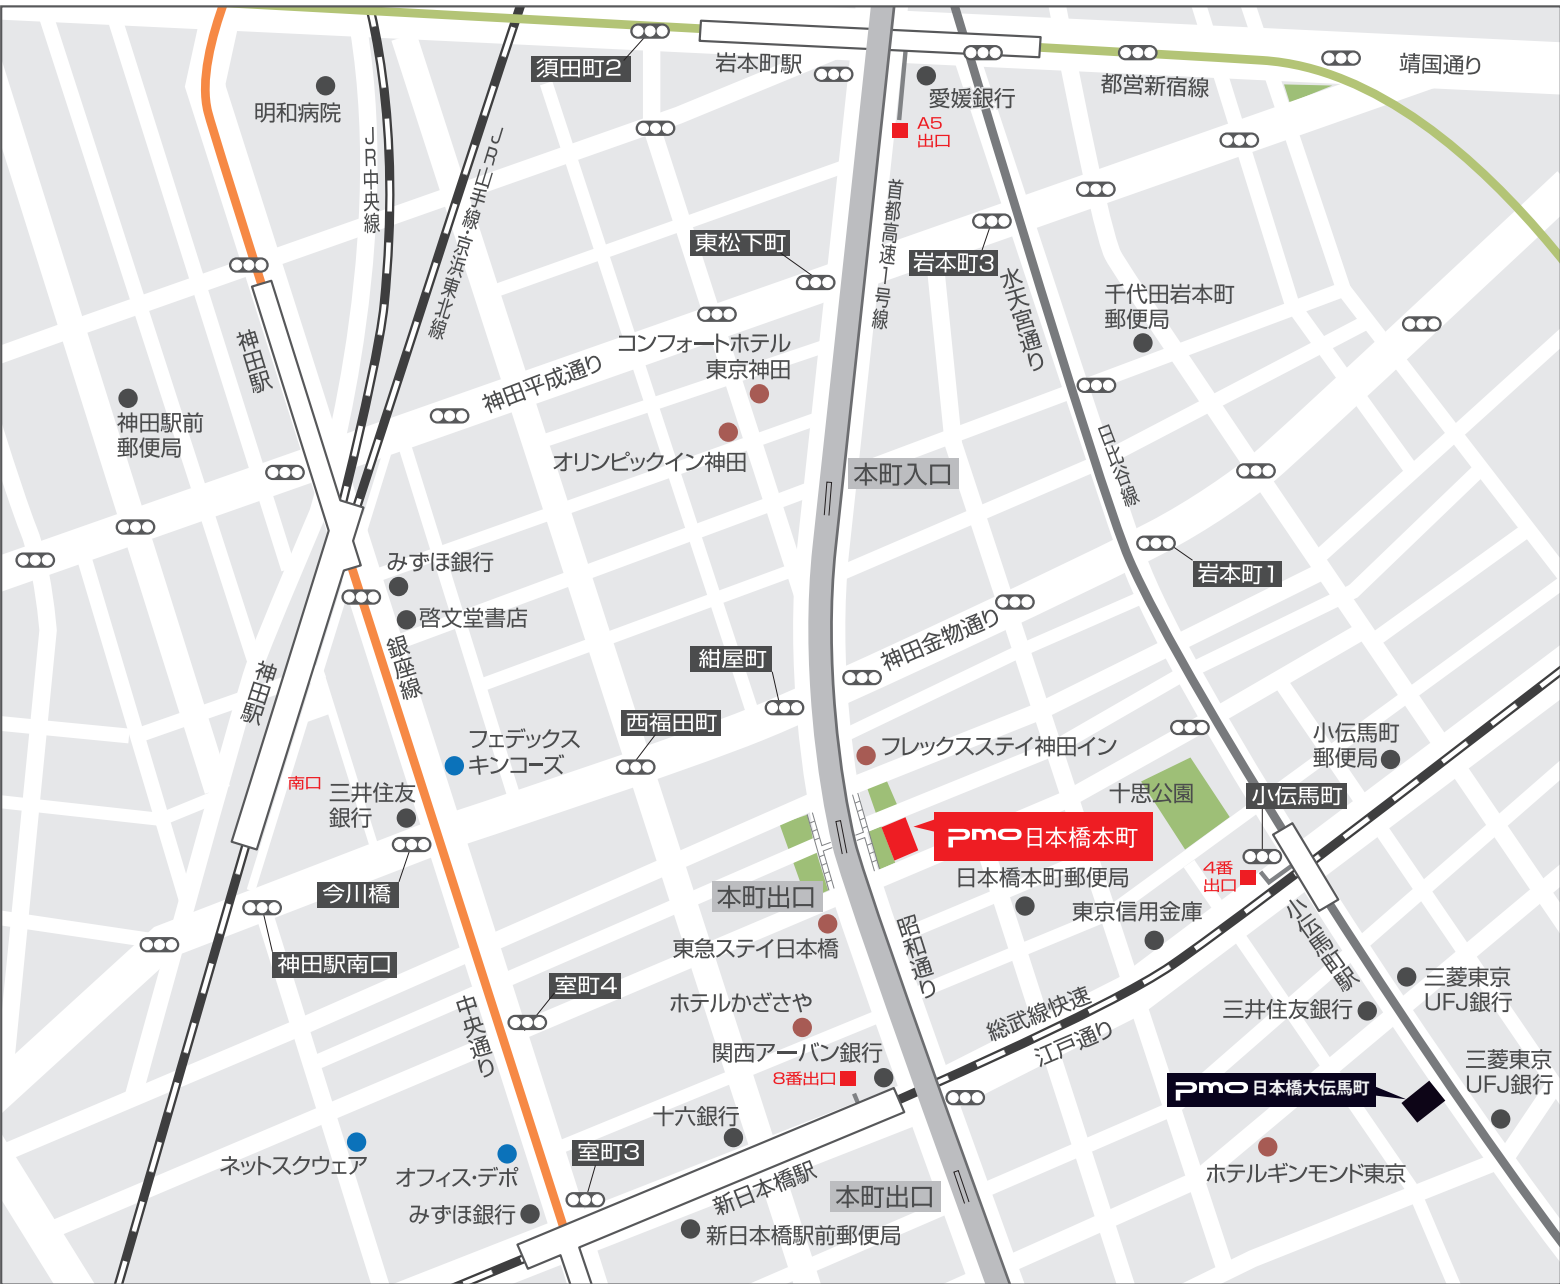 須田町2
岩本町駅
靖国通り
都営新宿線
明和病院
愛媛銀行
A5
出口
JR中央線
JR山手線・京浜東北線
首都高速1号線
東松下町
岩本町3
水天宮通り
千代田岩本町
郵便局
神田駅
コンフォートホテル
東京神田
神田平成通り
神田駅前
郵便局
オリンピックイン神田
本町入口
日比谷線
みずほ銀行
岩本町1
啓文堂書店
銀座線
神田金物通り
紺屋町
神田駅
西福田町
フェデックス
キンコーズ
フレックスステイ神田イン
小伝馬町
郵便局
南口
三井住友
銀行
十思公園
小伝馬町
pmo日本橋本町
今川橋
本町出口
日本橋本町郵便局
4番
出口
東京信用金庫
小伝馬町駅
昭和通り
東急ステイ日本橋
神田駅南口
室町4
三菱東京
UFJ銀行
ホテルかざさや
中央通り
総武線快速
三井住友銀行
江戸通り
関西アーバン銀行
8番出口
三菱東京
UFJ銀行
pmo 日本橋大伝馬町
十六銀行
室町3
ネットスクウェア
オフィス・デポ
ホテルギンモンド東京
新日本橋駅
本町出口
みずほ銀行
新日本橋駅前郵便局